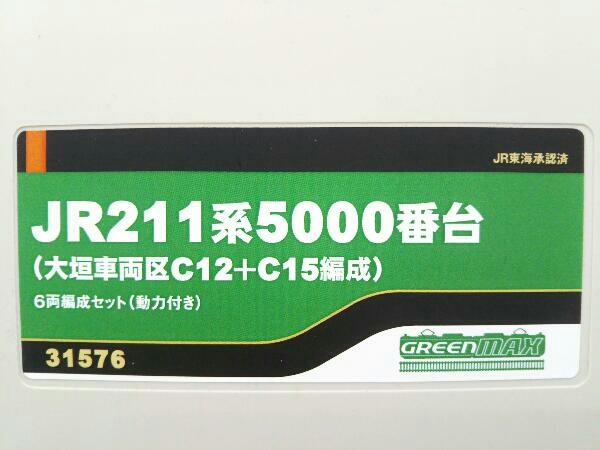 JR東海承認済
JR211系5000番台
(大垣車両区C12+C15編成)
6両編成セット(動力付き)
31576
GREENMAX